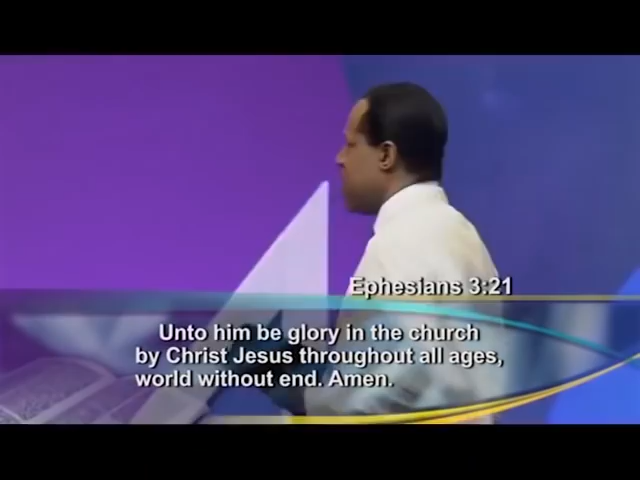 Ephesians 3:21
Unto him be glory in the church
by Christ Jesus throughout all ages,
world without end. Amen.